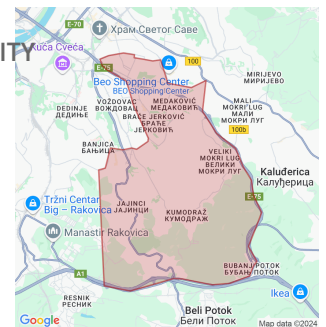 E-70
Храм Светог Саве
ITY
Kuća Cveća
E-75
100
Beo Shopping Center
BEO Shopping Center
МИРИЈЕВО
MIRIJEVO
VOZDOVAC
ВОЖДОВАЦ
MEDAKOVIĆ
МЕДАКОВИЋ
DEDINJE
ДЕДИЊЕ
BRAĆE JERKOVIĆ
БРАЋЕ
ЈЕРКОВИЋ
MALI
MOKRI LUG
МАЛИ
МОКРИ ЛУГ
100b
BANJICA
БАЊИЦА
VELIKI
MOKRI LUG
ВЕЛИКИ
МОКРИ ЛУГ
Kaluđerica
Калуђерица
E-75
Tržni Centar
Big – Rakovica
JAJINCI
ЈАЈИНЦИ
KUMODRAŽ
КУМОДРАЖ
Manastir Rakovica
A1
BUBANJ POTOK
БУБАЊ ПОТОК
RESNIK
РЕСНИК
Ikea
Beli Potok
Бели Поток
Google
Map data ©2024